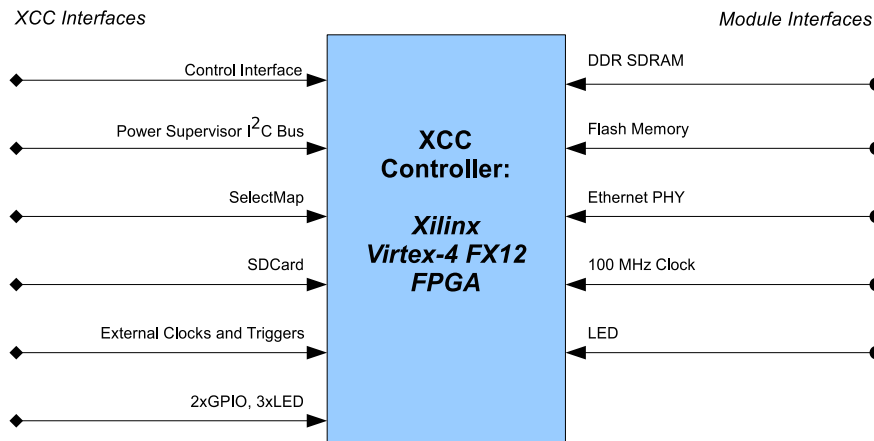 XCC Interfaces
Module Interfaces
Control Interface
Power Supervisor I²C Bus
SelectMap
SDCard
External Clocks and Triggers
2xGPIO, 3xLED
XCC
Controller:
Xilinx
Virtex-4 FX12
FPGA
DDR SDRAM
Flash Memory
Ethernet PHY
100 MHz Clock
LED